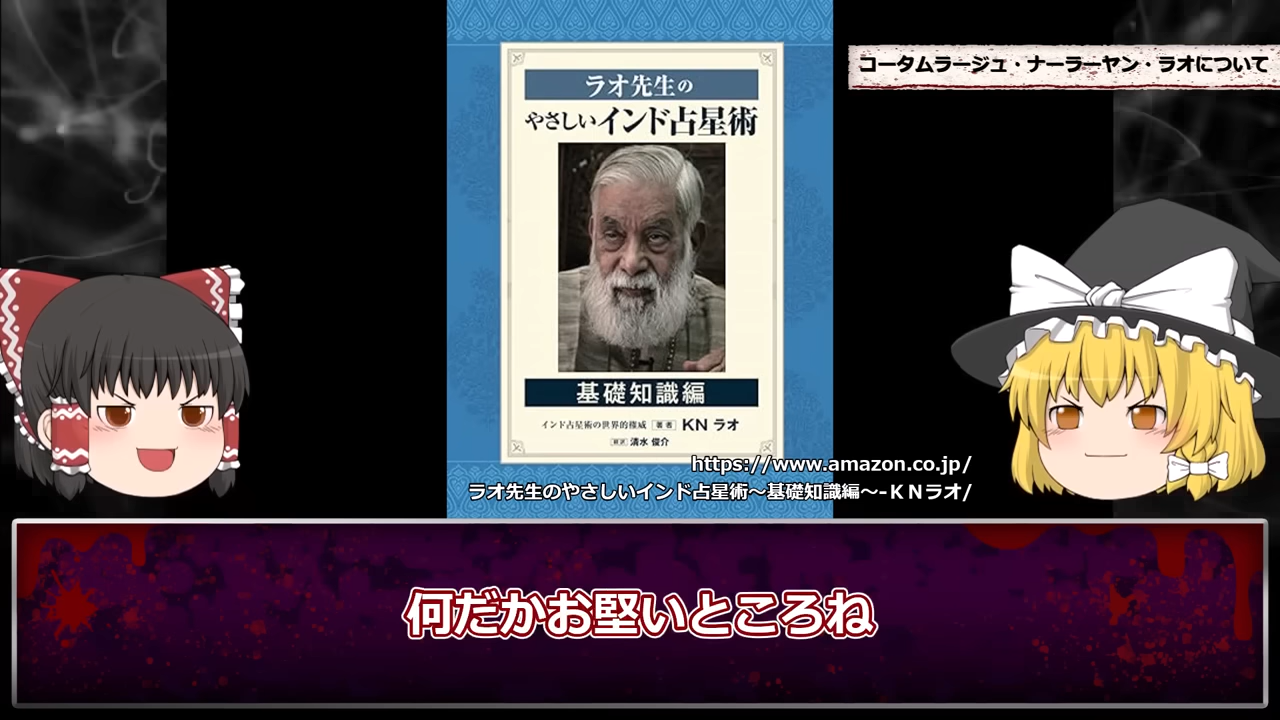 コータムラージュ・ナーラーヤン・ラオについて
ラオ先生の
やさしいインド占星術
基礎知識編
インド占星術の世界的権威 著者 KN ラオ
翻訳 清水 俊介
https://www.amazon.co.jp/
ラオ先生のやさしいインド占星術~基礎知識編~-KNラオ/
何だかお堅いところね